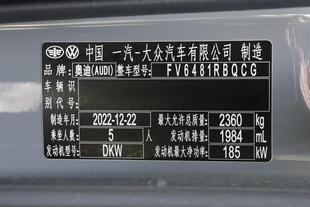 中国 一汽-大众汽车有限公司 制造
品牌 奥迪(AUDI) 整车型号 FV6481RBQCG
车辆识
别代号
制造年月 2022-12-22 最大允许总质量 2360 kg
乘坐人数 5 人 发动机排量 1984 mL
发动机型号 DKW 发动机最大净功率 185 kW